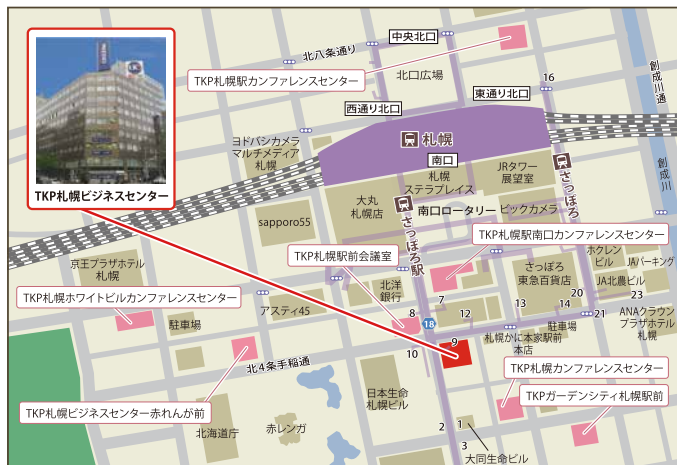 TKP札幌ビジネスセンター
北八条通り
中央北口
TKP札幌駅カンファレンスセンター
北口広場
16
創成川通
西通り北口
東通り北口
ヨドバシカメラ
マルチメディア
札幌
札幌
南口
札幌
ステラプレイス
JRタワー
展望室
さっぽろ
創成川
大丸
札幌店
さっぽろ駅
南口ロータリー
ビックカメラ
sapporo55
TKP札幌駅南口カンファレンスセンター
TKP札幌駅前会議室
京王プラザホテル
札幌
北洋
銀行
さっぽろ
東急百貨店
ホクレン
ビル
JAパーキング
JA北農ビル
TKP札幌ホワイトビルカンファレンスセンター
アスティ45
駐車場
7
8
18
12
13
14
20
23
21
ANAクラウン
プラザホテル
札幌
駐車場
札幌かに本家駅前
本店
9
10
北4条手稲通
TKP札幌カンファレンスセンター
日本生命
札幌ビル
TKPガーデンシティ札幌駅前
TKP札幌ビジネスセンター赤れんが前
北海道庁
赤レンガ
1
2
3
大同生命ビル